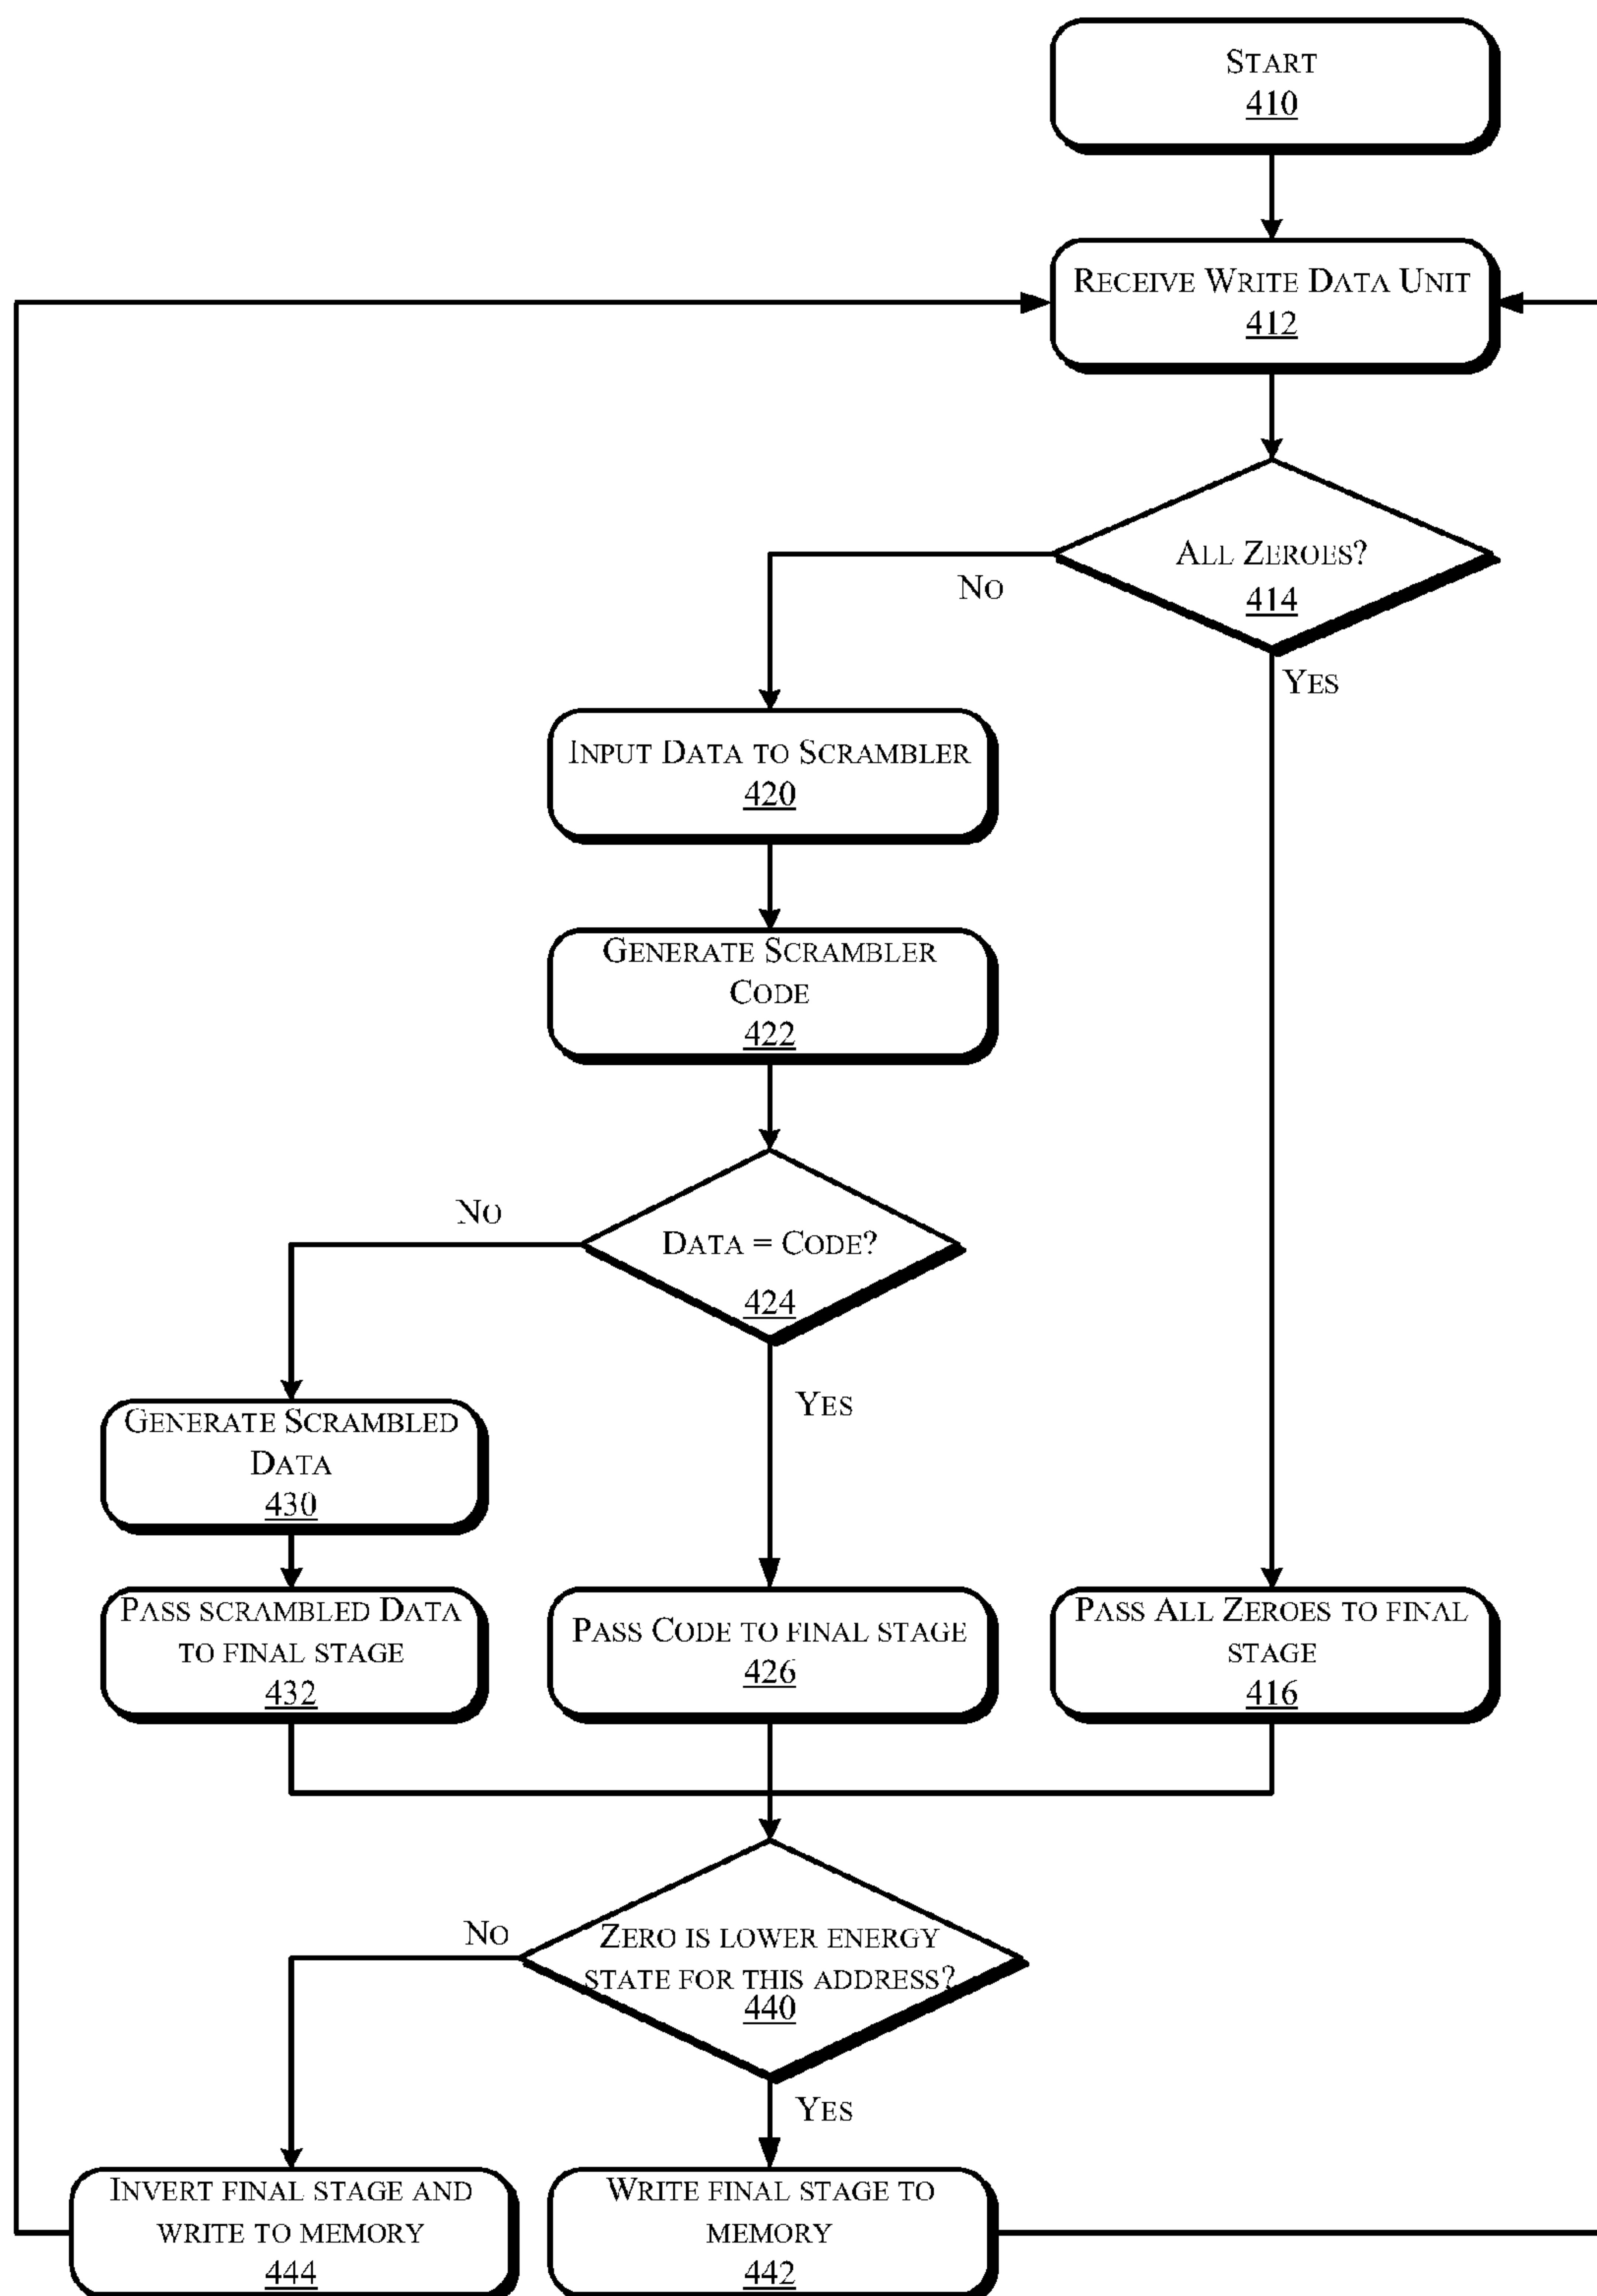 START
410
RECEIVE WRITE DATA UNIT
412
ALL ZEROES?
414
NO
YES
INPUT DATA TO SCRAMBLER
420
GENERATE SCRAMBLER
CODE
422
NO
DATA = CODE?
424
YES
GENERATE SCRAMBLED
DATA
430
PASS SCRAMBLED DATA
TO FINAL STAGE
432
PASS CODE TO FINAL STAGE
426
PASS ALL ZEROES TO FINAL
STAGE
416
NO
ZERO IS LOWER ENERGY
STATE FOR THIS ADDRESS?
440
YES
INVERT FINAL STAGE AND
WRITE TO MEMORY
444
WRITE FINAL STAGE TO
MEMORY
442